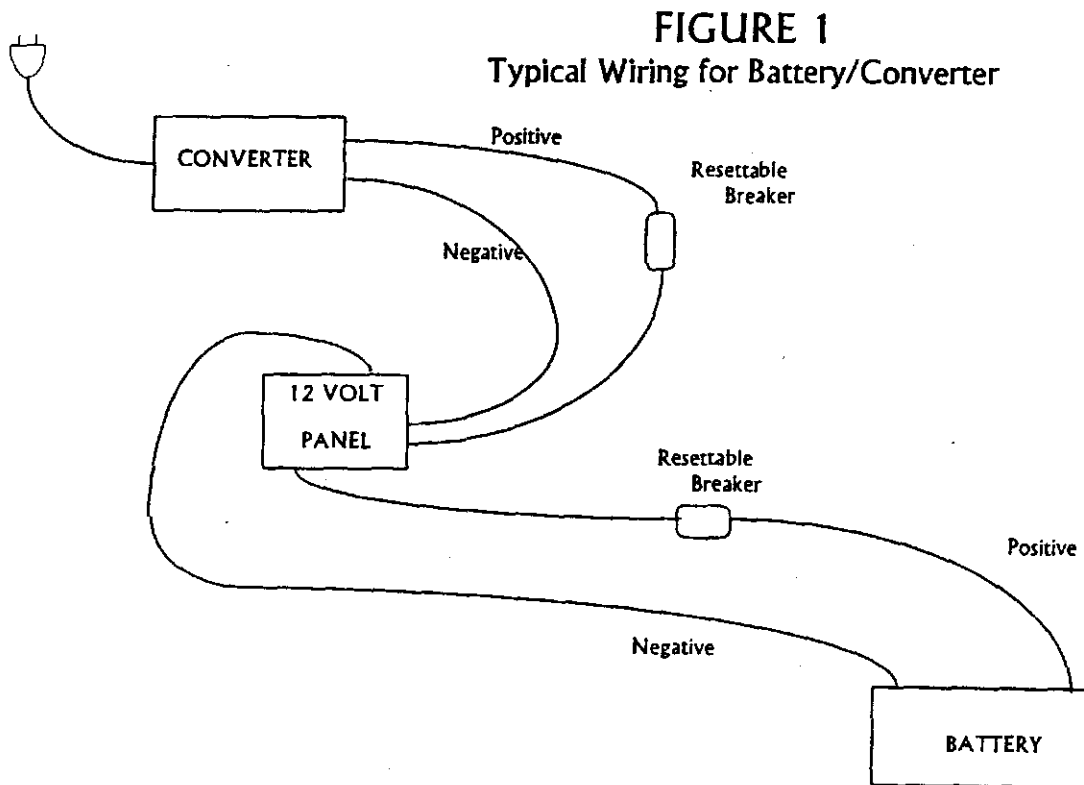 FIGURE 1
Typical Wiring for Battery/Converter
CONVERTER
Positive
Resettable
Breaker
Negative
12 VOLT
PANEL
Resettable
Breaker
Positive
Negative
BATTERY